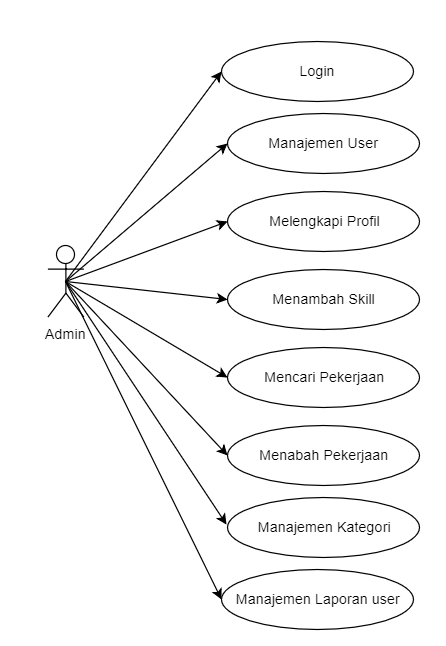 Login
Manajemen User
Melengkapi Profil
Menambah Skill
Admin
Mencari Pekerjaan
Menabah Pekerjaan
Manajemen Kategori
Manajemen Laporan user